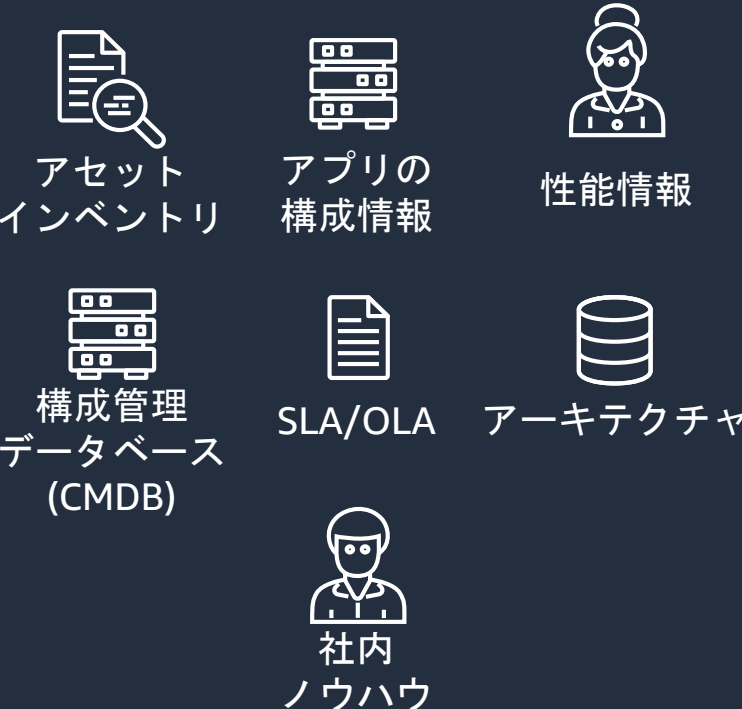 アセット
インベントリ
アプリの
構成情報
性能情報
構成管理
データベース
(CMDB)
SLA/OLA
アーキテクチャ
社内
ノウハウ